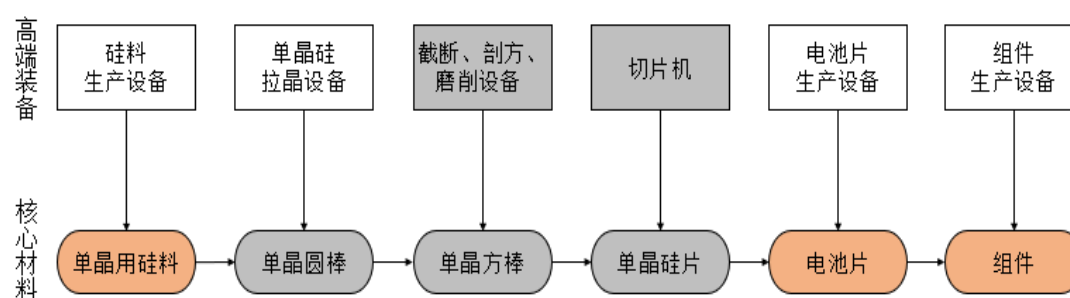 高端装备
硅料
生产设备
单晶硅
拉晶设备
截断、剖方、
磨削设备
切片机
电池片
生产设备
组件
生产设备
核心材料
单晶用硅料
单晶圆棒
单晶方棒
单晶硅片
电池片
组件